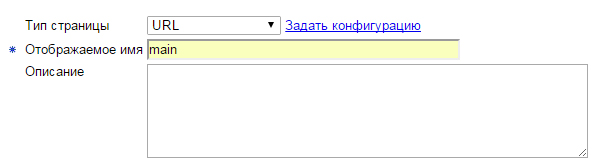 Тип страницы URL Задать конфигурацию
* Отображаемое имя main
Описание